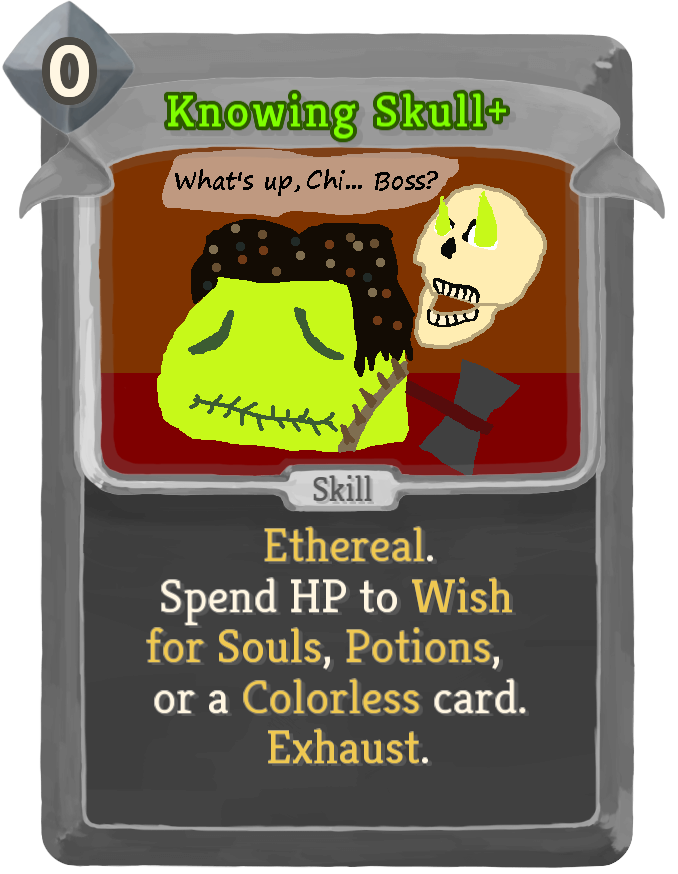 0
Knowing Skull+
What's up, Chi... Boss?
Skill
Ethereal.
Spend HP to Wish
for Souls, Potions,
or a Colorless card.
Exhaust.